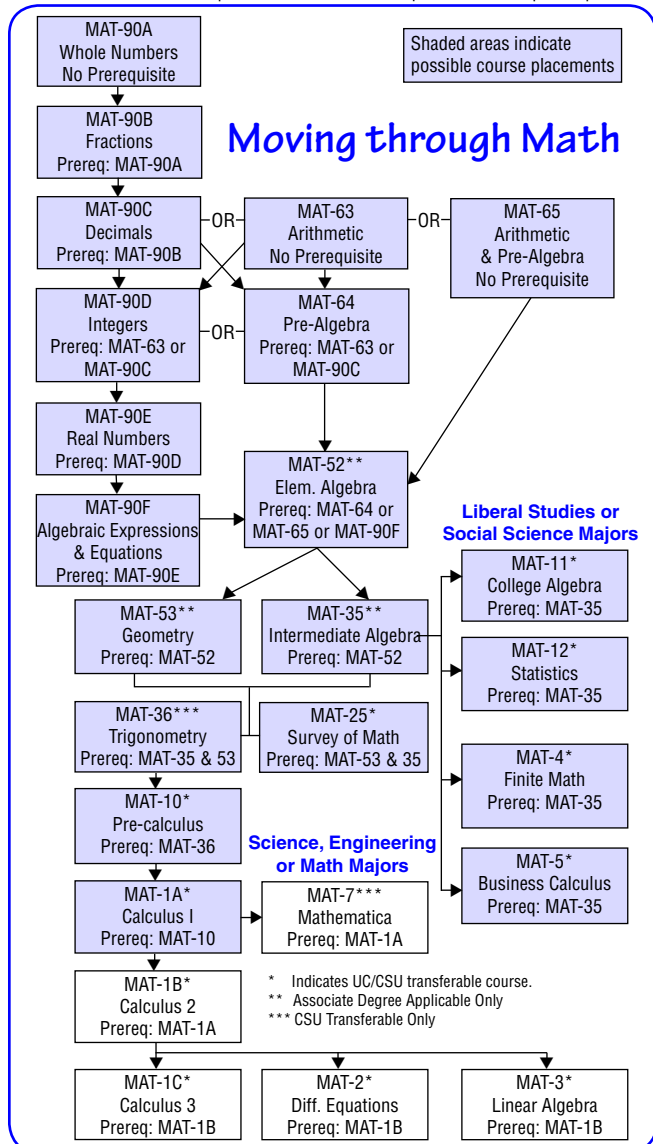 MAT-90A
Whole Numbers
No Prerequisite
Shaded areas indicate
possible course placements
Moving through Math
MAT-90B
Fractions
Prereq: MAT-90A
MAT-90C
Decimals
Prereq: MAT-90B
OR
MAT-63
Arithmetic
No Prerequisite
OR
MAT-65
Arithmetic
& Pre-Algebra
No Prerequisite
MAT-90D
Integers
Prereq: MAT-63 or
MAT-90C
OR
MAT-64
Pre-Algebra
Prereq: MAT-63 or
MAT-90C
MAT-90E
Real Numbers
Prereq: MAT-90D
MAT-90F
Algebraic Expressions
& Equations
Prereq: MAT-90E
MAT-52**
Elem. Algebra
Prereq: MAT-64 or
MAT-65 or MAT-90F
Liberal Studies or
Social Science Majors
MAT-11*
College Algebra
Prereq: MAT-35
MAT-53**
Geometry
Prereq: MAT-52
MAT-35**
Intermediate Algebra
Prereq: MAT-52
MAT-12*
Statistics
Prereq: MAT-35
MAT-36***
Trigonometry
Prereq: MAT-35 & 53
MAT-25*
Survey of Math
Prereq: MAT-53 & 35
MAT-4*
Finite Math
Prereq: MAT-35
MAT-10*
Pre-calculus
Prereq: MAT-36
Science, Engineering
or Math Majors
MAT-5*
Business Calculus
Prereq: MAT-35
MAT-1A*
Calculus I
Prereq: MAT-10
MAT-7***
Mathematica
Prereq: MAT-1A
MAT-1B*
Calculus 2
Prereq: MAT-1A
* Indicates UC/CSU transferable course.
** Associate Degree Applicable Only
*** CSU Transferable Only
MAT-1C*
Calculus 3
Prereq: MAT-1B
MAT-2*
Diff. Equations
Prereq: MAT-1B
MAT-3*
Linear Algebra
Prereq: MAT-1B